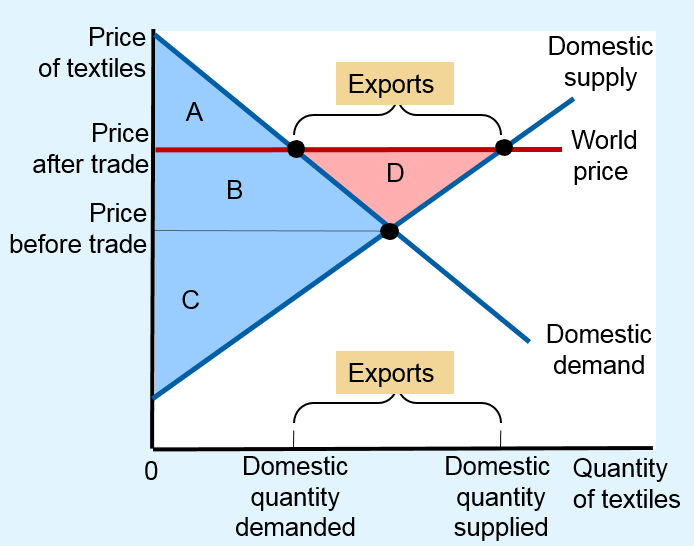 Price
of textiles
Domestic
supply
Exports
A
Price
after trade
World
price
D
B
Price
before trade
C
Domestic
demand
Exports
0
Domestic
quantity
demanded
Domestic
quantity
supplied
Quantity
of textiles